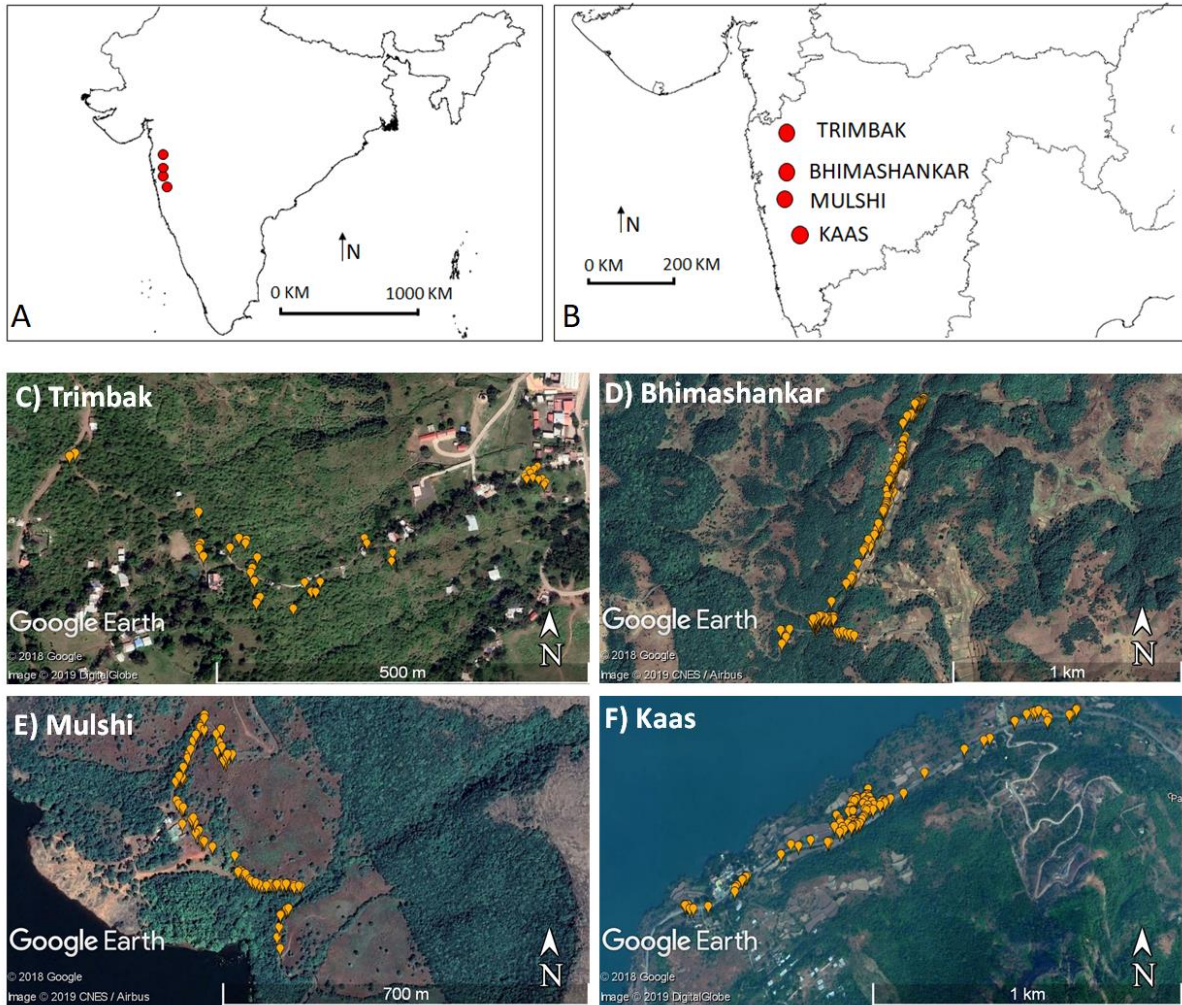 N
0 KM 1000 KM
A
TRIMBAK
BHIMASHANKAR
MULSHI
KAAS
N
0 KM 200 KM
B
C) Trimbak
Google Earth
© 2018 Google
Image © 2019 DigitalGlobe
500 m
N
D) Bhimashankar
Google Earth
© 2018 Google
Image © 2019 CNES / Airbus
1 km
N
E) Mulshi
Google Earth
© 2018 Google
Image © 2019 CNES / Airbus
700 m
N
F) Kaas
Google Earth
© 2018 Google
Image © 2019 DigitalGlobe
1 km
N